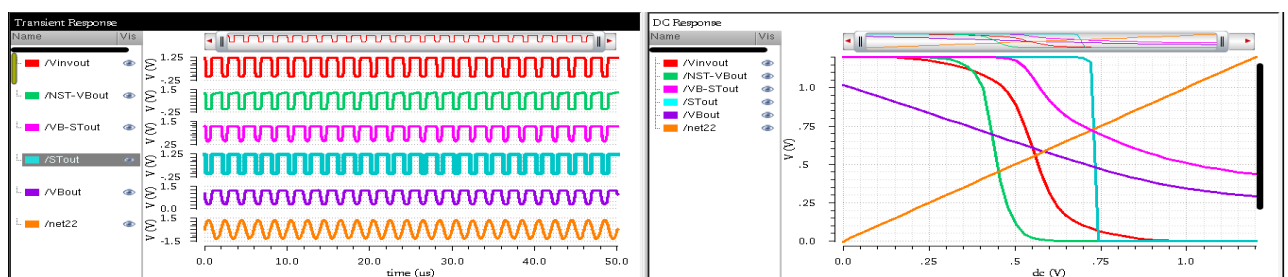 Transient Response
Name Vis
/Vinvout
/NST-VBout
/VB-STout
/STout
/VBout
/net22
V (V)
1.25
-.25
V (V)
1.5
-.25
V (V)
1.5
-.25
V (V)
1.25
-.25
V (V)
1.5
0.0
V (V)
1.5
-1.5
0.0 10.0 20.0 30.0 40.0 50.0
time (us)
DC Response
Name Vis
/Vinvout
/NST-VBout
/VB-STout
/STout
/VBout
/net22
V (V)
1.0
.75
.5
.25
0.0
0.0 .25 .5 .75 1.0
dc (V)